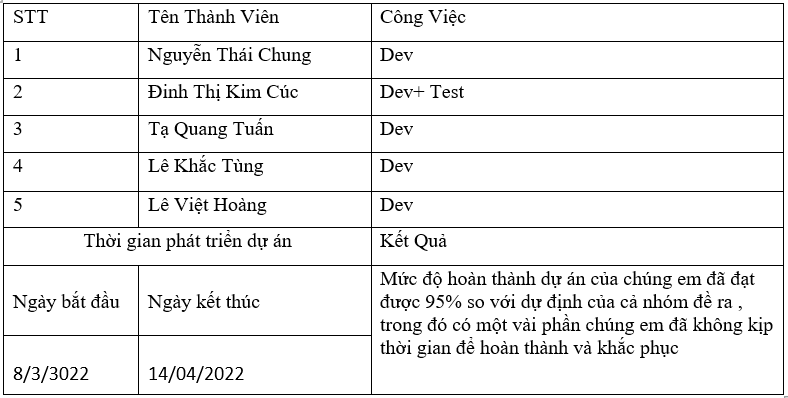 STT Tên Thành Viên Công Việc
1 Nguyễn Thái Chung Dev
2 Đinh Thị Kim Cúc Dev+ Test
3 Tạ Quang Tuấn Dev
4 Lê Khắc Tùng Dev
5 Lê Việt Hoàng Dev
Thời gian phát triển dự án Kết Quả
Ngày bắt đầu Ngày kết thúc
8/3/3022 14/04/2022
Mức độ hoàn thành dự án của chúng em đã đạt
được 95% so với dự định của cả nhóm đề ra ,
trong đó có một vài phần chúng em đã không kịp
thời gian để hoàn thành và khắc phục